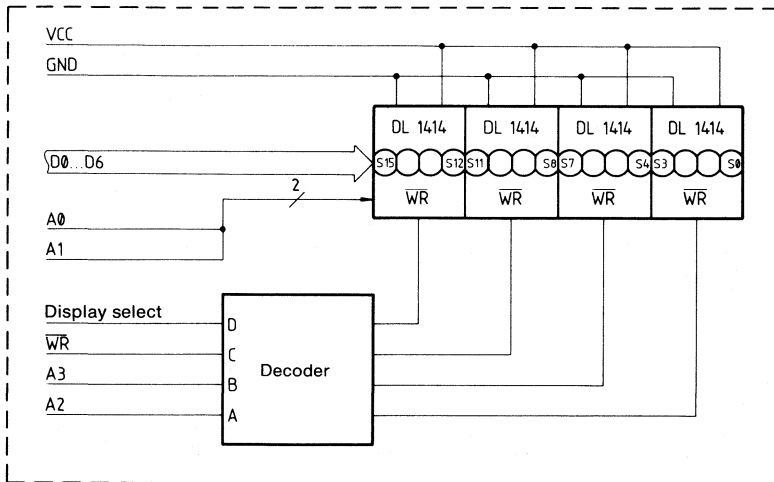 VCC
GND
DL 1414 DL 1414 DL 1414 DL 1414
D0...D6
S15 S12 S11 S8 S7 S4 S3 S0
WR WR WR WR
2
A0
A1
Display select
D
WR
C
Decoder
A3
B
A2
A